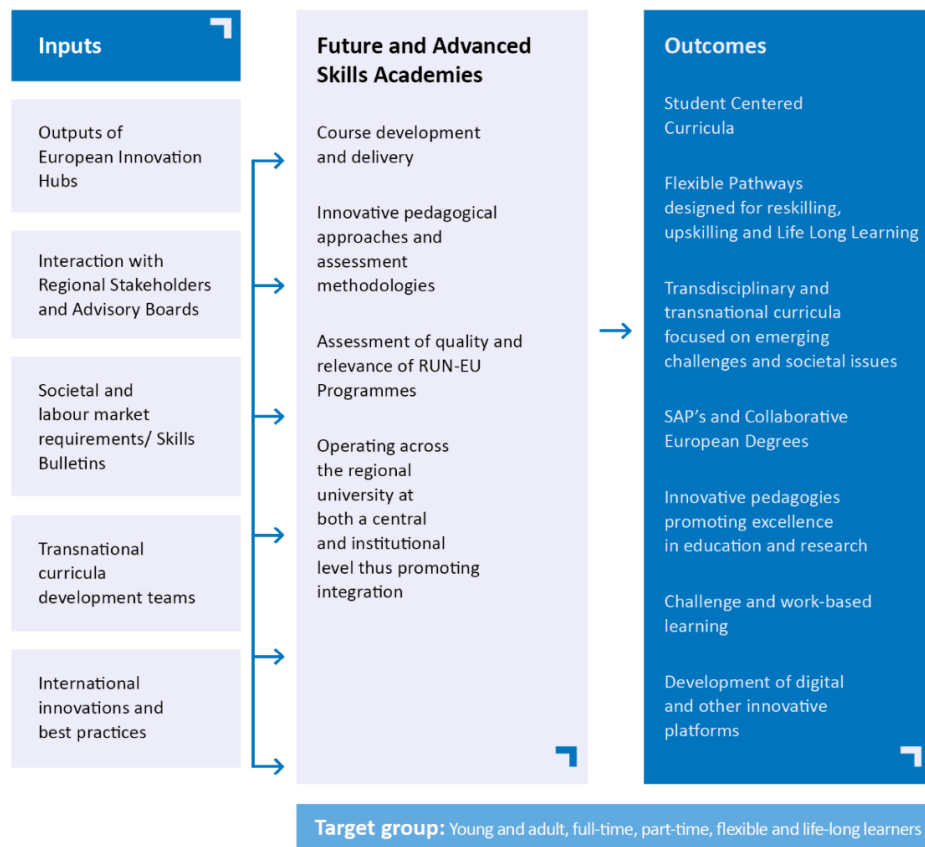 Inputs
Outputs of
European Innovation
Hubs
Interaction with
Regional Stakeholders
and Advisory Boards
Societal and
labour market
requirements/ Skills
Bulletins
Transnational
curricula
development teams
International
innovations and
best practices
Future and Advanced
Skills Academies
Course development
and delivery
Innovative pedagogical
approaches and
assessment
methodologies
Assessment of quality and
relevance of RUN-EU
Programmes
Operating across
the regional
university at
both a central
and institutional
level thus promoting
integration
Outcomes
Student Centered
Curricula
Flexible Pathways
designed for reskilling,
upskilling and Life Long Learning
Transdisciplinary and
transnational curricula
focused on emerging
challenges and societal issues
SAP's and Collaborative
European Degrees
Innovative pedagogies
promoting excellence
in education and research
Challenge and work-based
learning
Development of digital
and other innovative
platforms
Target group: Young and adult, full-time, part-time, flexible and life-long learners